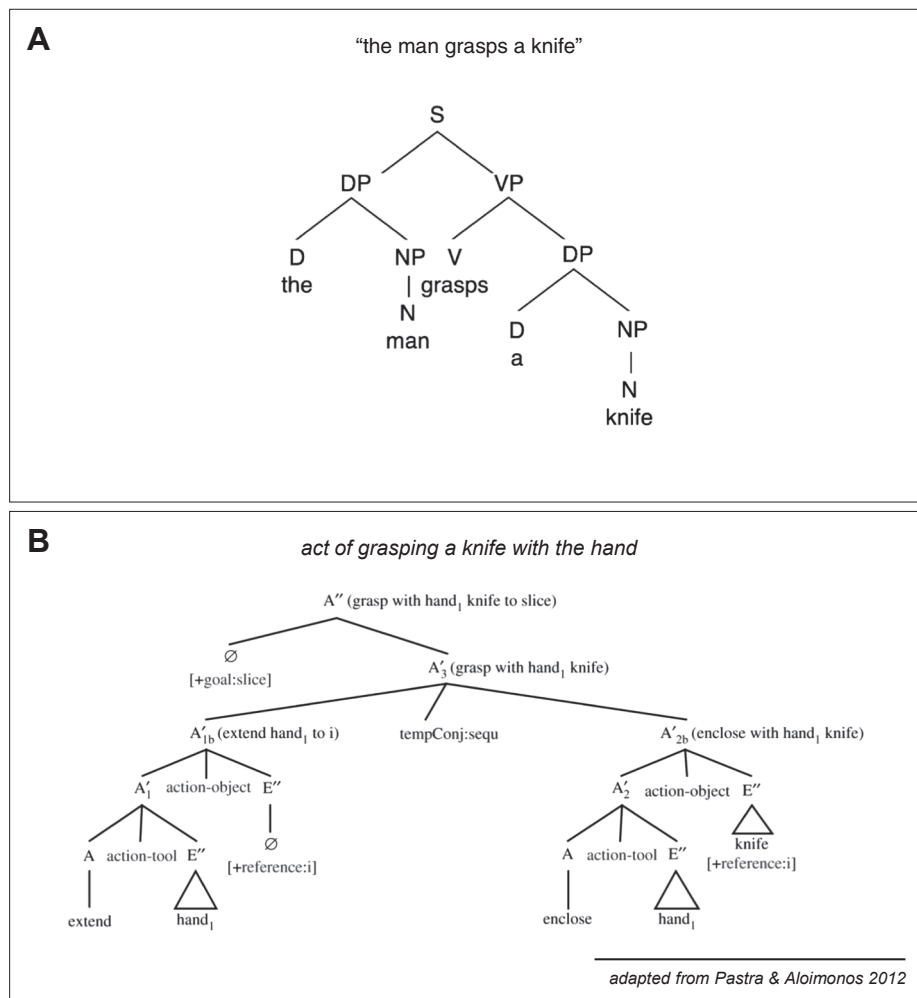 A
“the man grasps a knife”
S
DP VP
D NP V DP
the grasps
N
man
D NP
a
N
knife
B
act of grasping a knife with the hand
A″ (grasp with hand₁ knife to slice)
∅
[+goal:slice]
A′₃ (grasp with hand₁ knife)
A′₁b (extend hand₁ to i) tempConj:sequ A′₂b (enclose with hand₁ knife)
A′₁ action-object E″ A′₂ action-object E″
∅ knife
A action-tool E″ [+reference:i] A action-tool E″ [+reference:i]
extend hand₁ enclose hand₁
adapted from Pastra & Aloimonos 2012